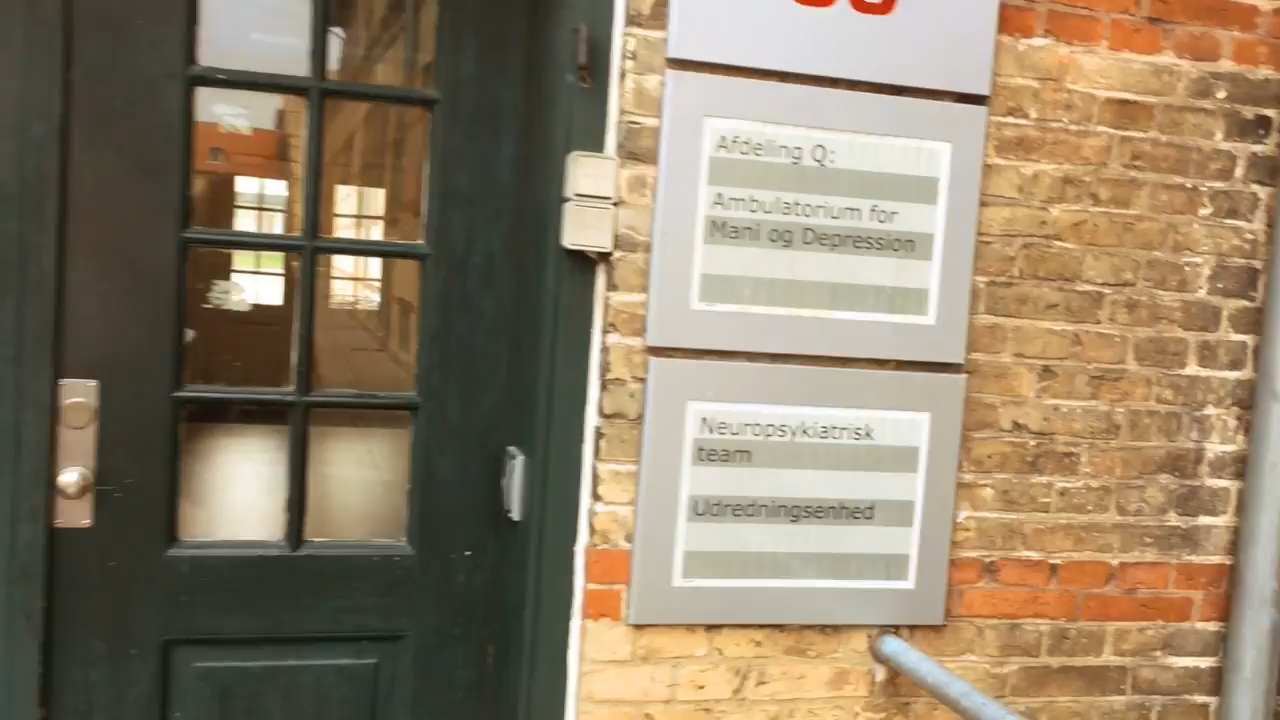 Afdeling Q:
Ambulatorium for
Mani og Depression
Neuropsykiatrisk
team
Udredningsenhed